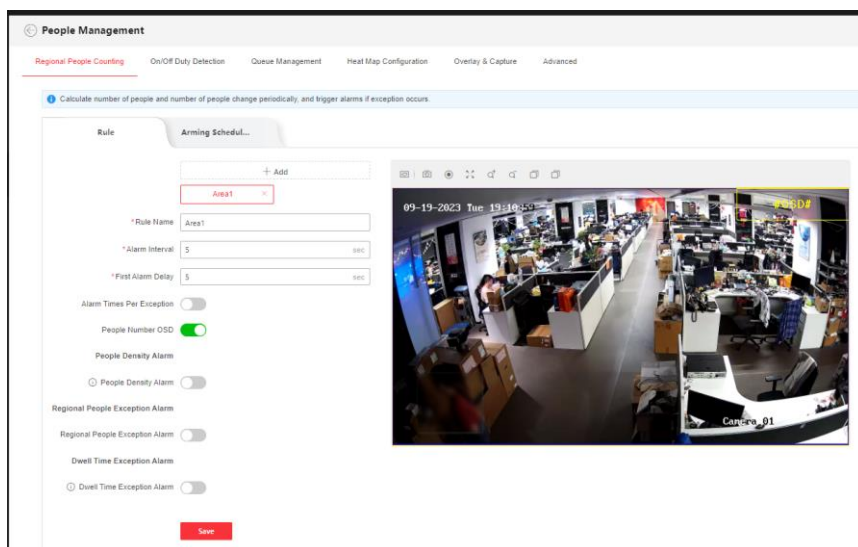 People Management
Regional People Counting On/Off Duty Detection Queue Management Heat Map Configuration Overlay & Capture Advanced
Calculate number of people and number of people change periodically, and trigger alarms if exception occurs.
Rule Arming Schedul...
+ Add
Area1 ×
*Rule Name Area1
*Alarm Interval 5 sec
*First Alarm Delay 5 sec
Alarm Times Per Exception
People Number OSD
People Density Alarm
People Density Alarm
Regional People Exception Alarm
Regional People Exception Alarm
Dwell Time Exception Alarm
Dwell Time Exception Alarm
Save
09-19-2023 Tue 19:10:59
#OSD#
Camera 01